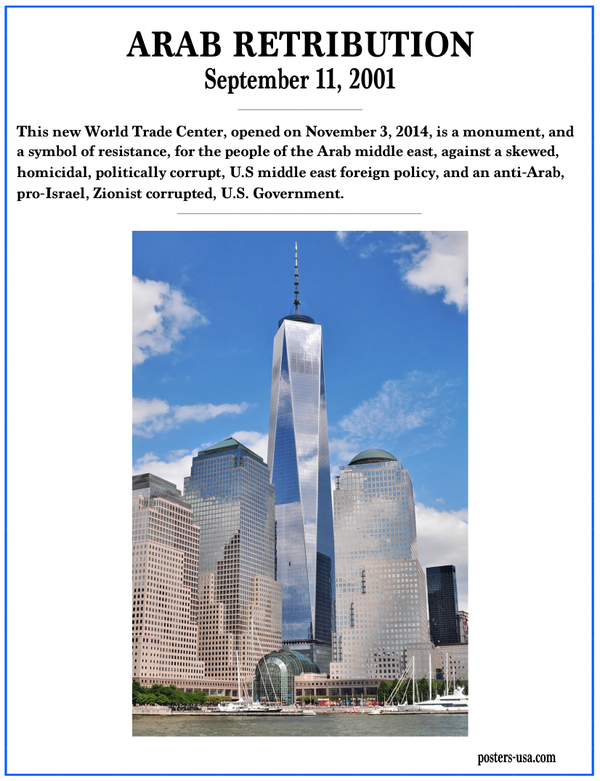 ARAB RETRIBUTION
September 11, 2001
This new World Trade Center, opened on November 3, 2014, is a monument, and
a symbol of resistance, for the people of the Arab middle east, against a skewed,
homicidal, politically corrupt, U.S middle east foreign policy, and an anti-Arab,
pro-Israel, Zionist corrupted, U.S. Government.
posters-usa.com